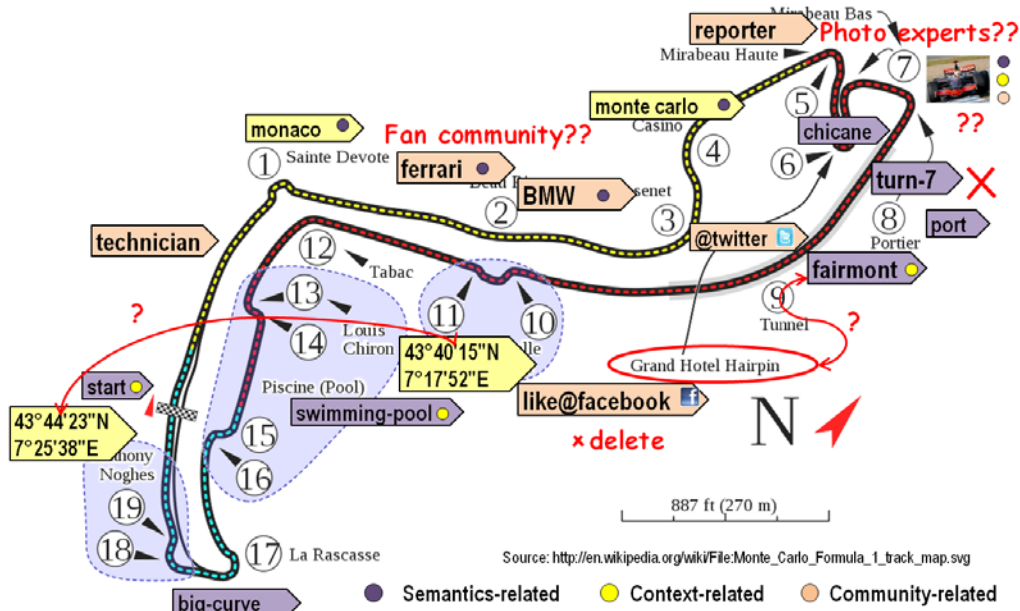 Mirabeau Bas
reporter
Photo experts??
Mirabeau Haute
7
5
monte carlo
Casino
??
monaco
Fan community??
chicane
1
Sainte Devote
4
6
ferrari
turn-7
BMW
2
3
8
port
technician
@twitter
Portier
12
Tabac
fairmont
13
11
10
9
?
Tunnel
?
14
Louis
Chiron
43°40'15"N
7°17'52"E
Grand Hotel Hairpin
start
Piscine (Pool)
like@facebook
f
N
swimming-pool
43°44'23"N
7°25'38"E
15
×delete
Noghes
16
19
887 ft (270 m)
18
17
La Rascasse
Source: http://en.wikipedia.org/wiki/File:Monte_Carlo_Formula_1_track_map.svg
big-curve
Semantics-related
Context-related
Community-related